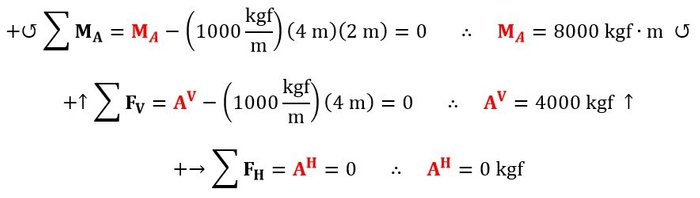 +↺ ∑ M_A = M_A − (1000 kgf/m) (4 m)(2 m) = 0 ∴ M_A = 8000 kgf · m ↺
+↑ ∑ F_V = A^V − (1000 kgf/m) (4 m) = 0 ∴ A^V = 4000 kgf ↑
+→ ∑ F_H = A^H = 0 ∴ A^H = 0 kgf